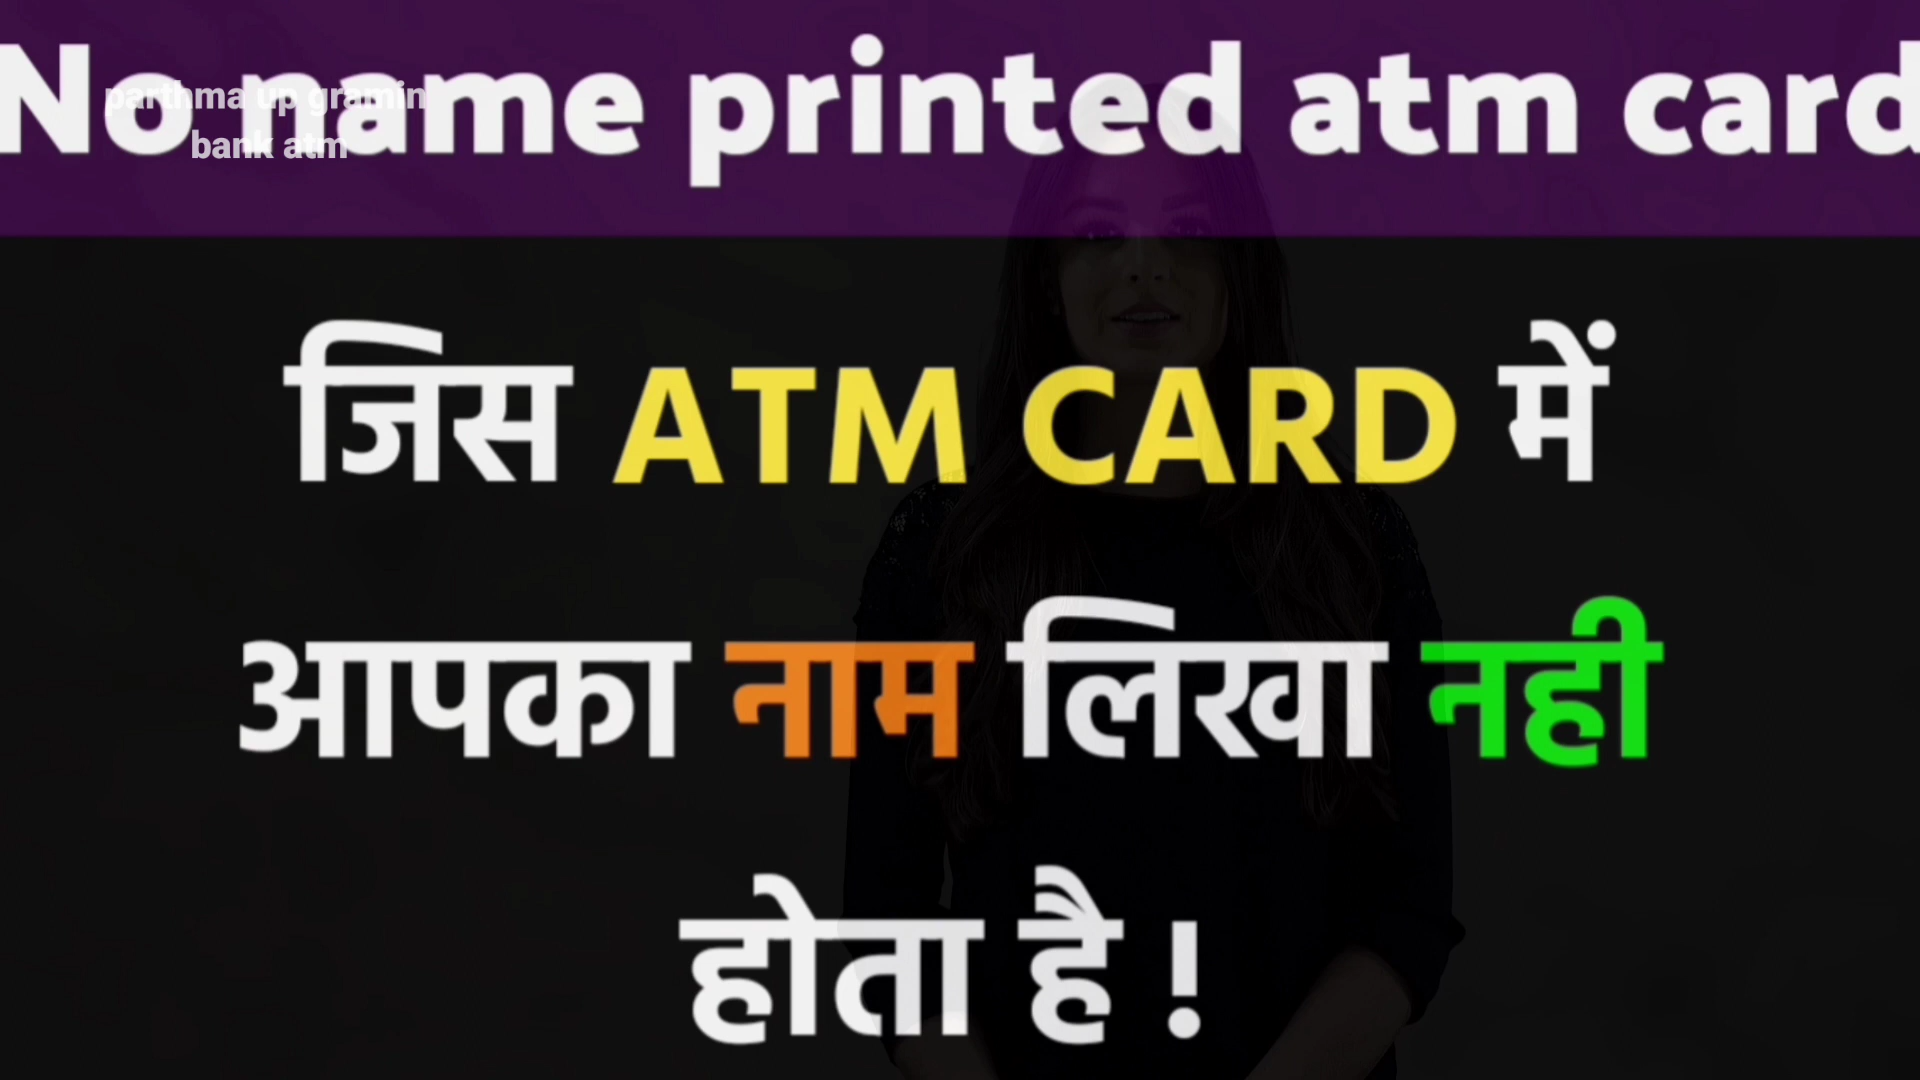 No name printed atm card
parthma up gramin
bank atm
जिस ATM CARD में
आपका नाम लिखा नही
होता है !